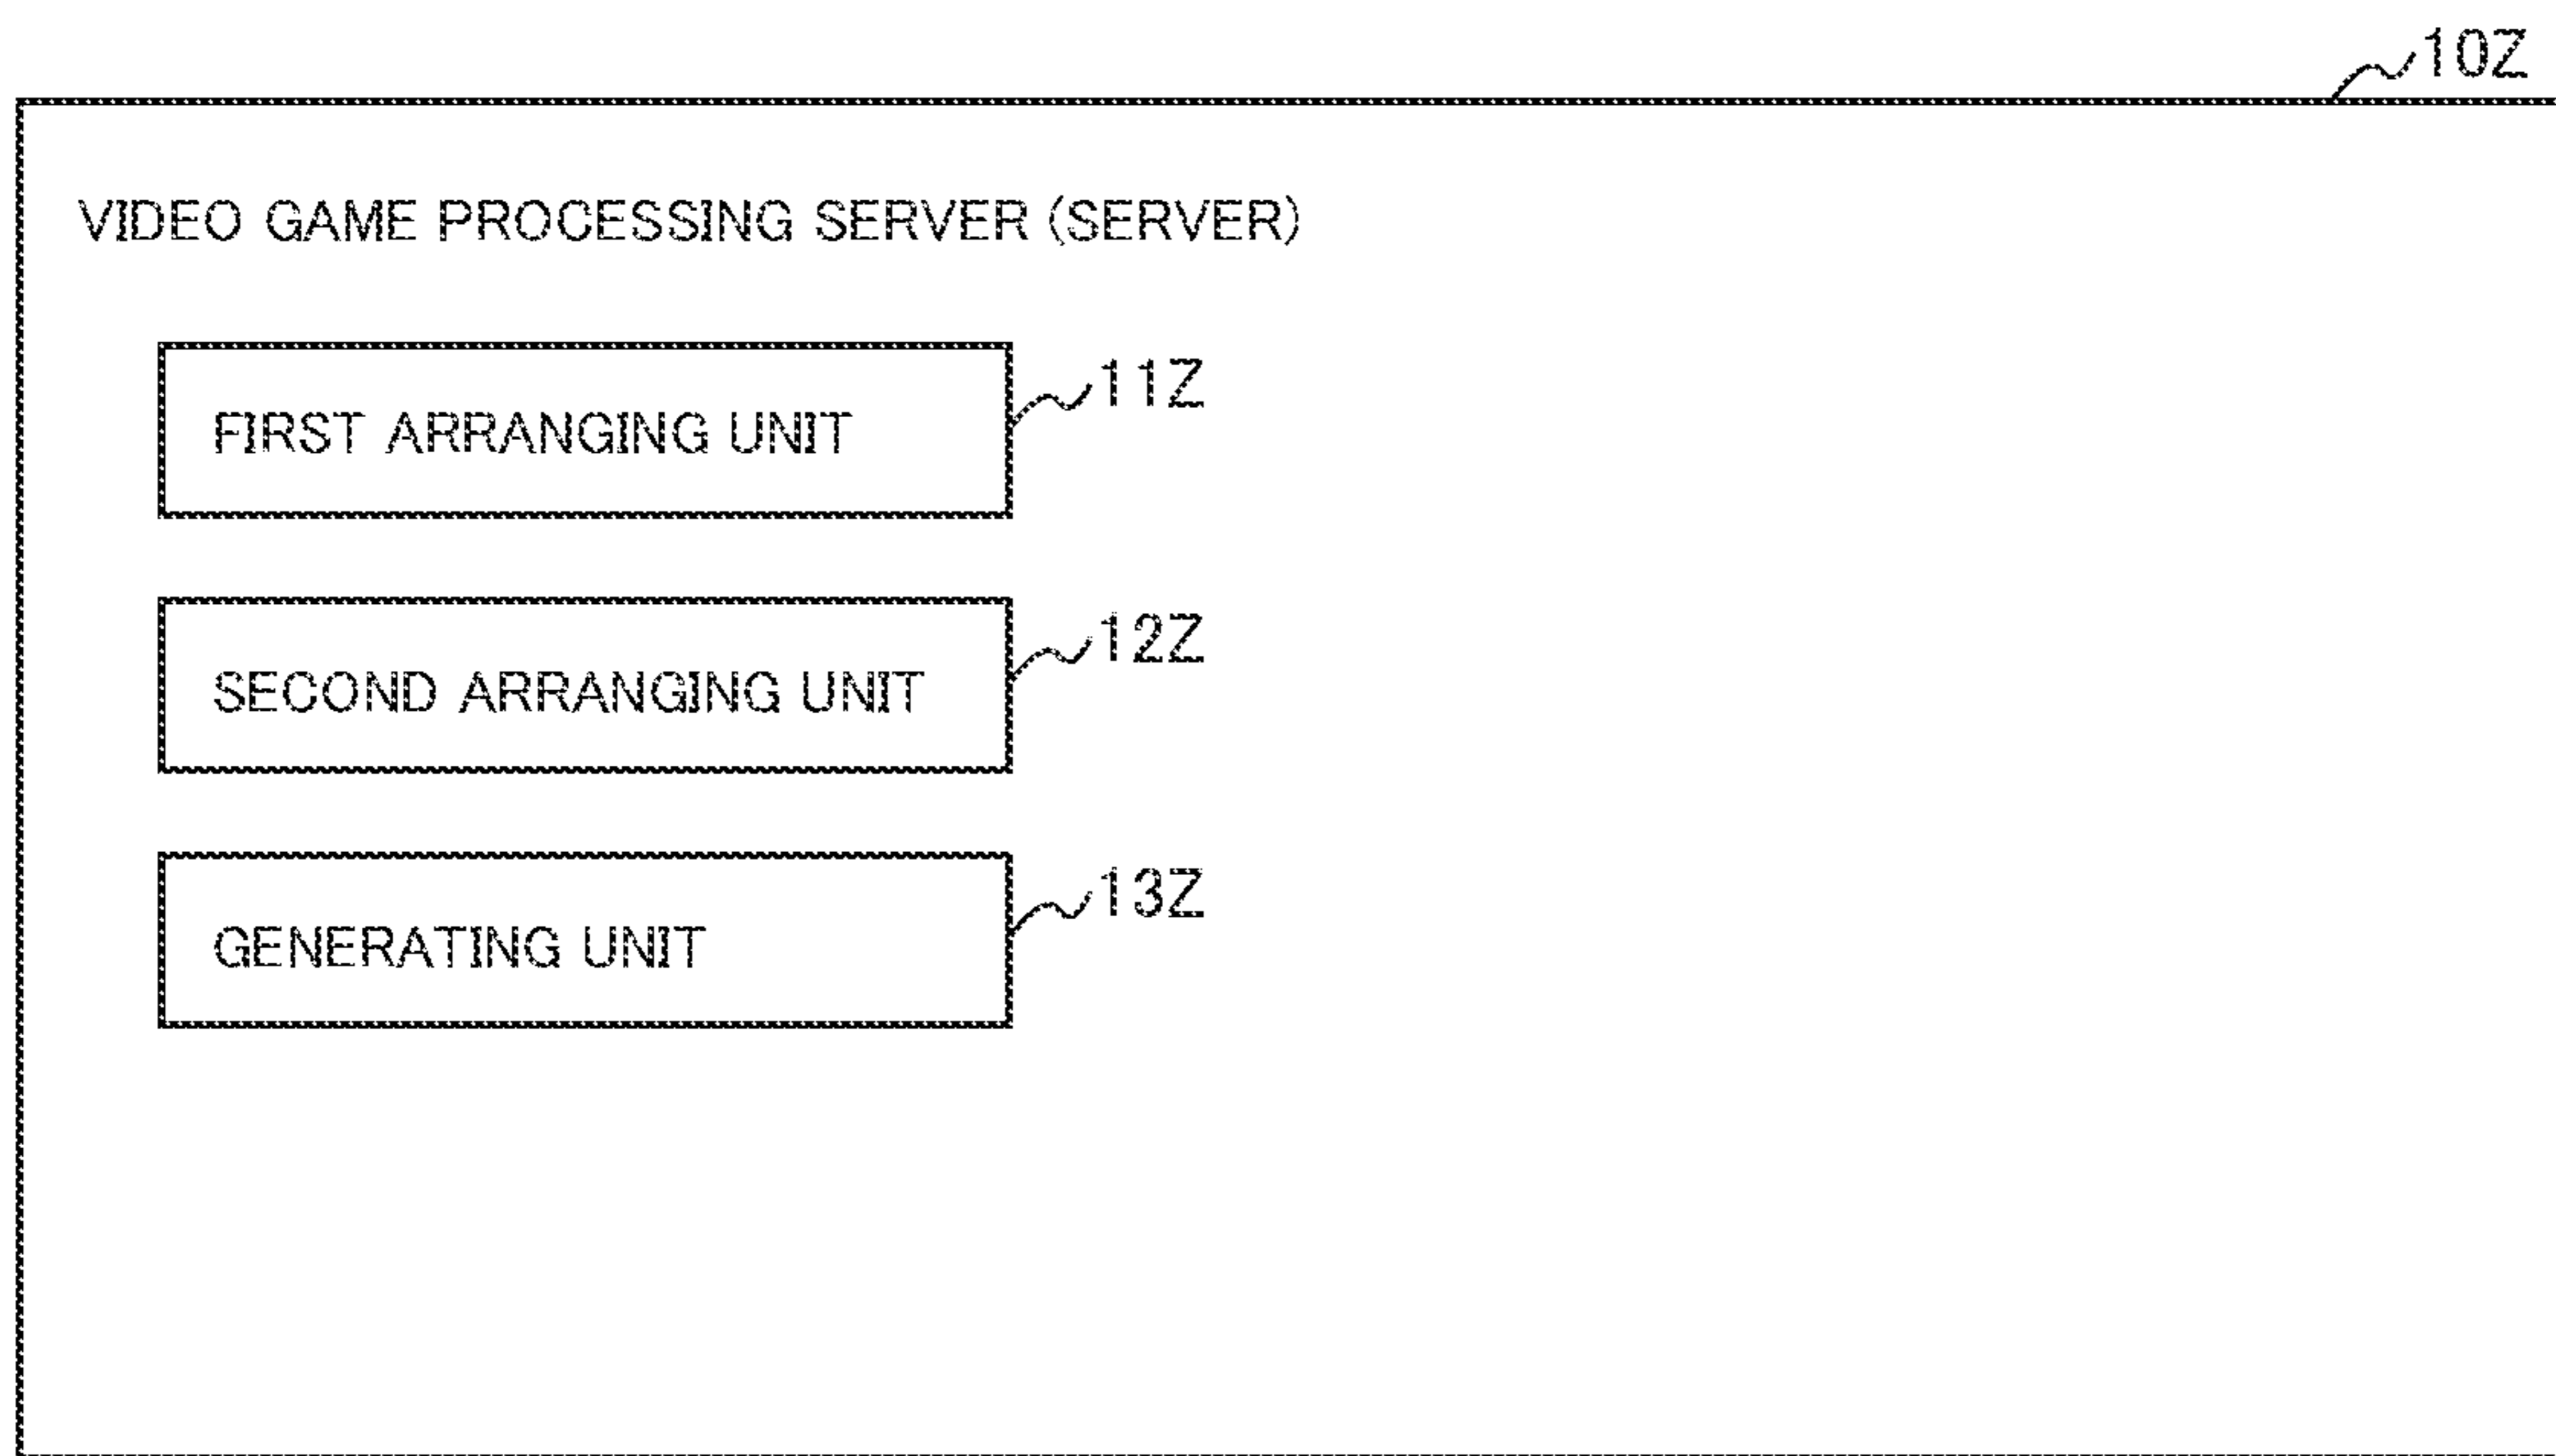 10Z
VIDEO GAME PROCESSING SERVER (SERVER)
11Z
FIRST ARRANGING UNIT
12Z
SECOND ARRANGING UNIT
13Z
GENERATING UNIT